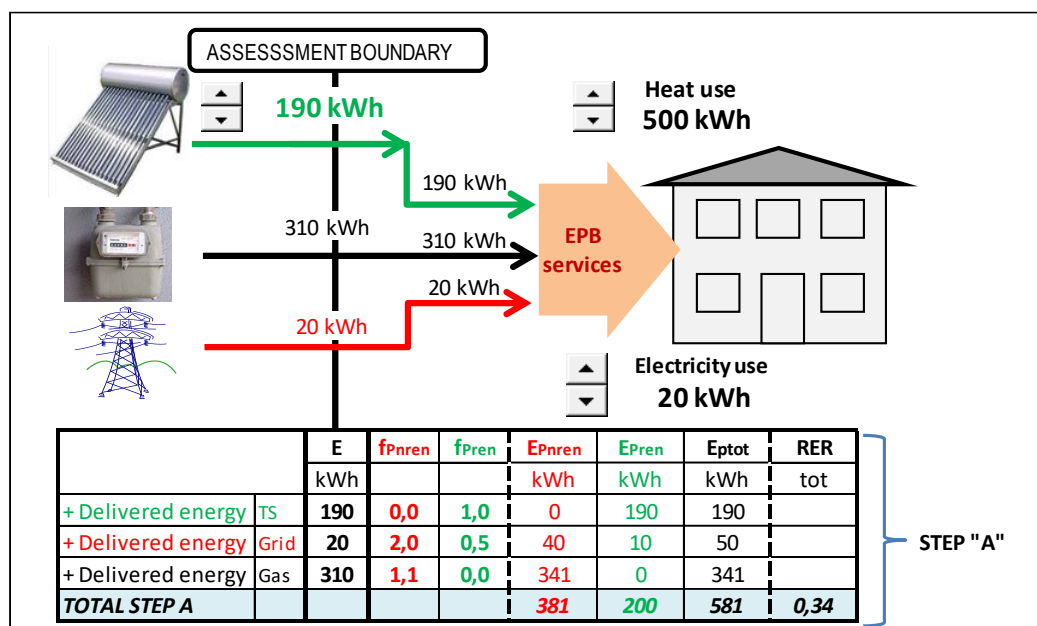 ASSESSSMENT BOUNDARY
190 kWh
Heat use
500 kWh
190 kWh
310 kWh
310 kWh
EPB
services
20 kWh
20 kWh
Electricity use
20 kWh
E fPnren fPren EPnren EPren Eptot RER
kWh kWh kWh kWh tot
+ Delivered energy TS 190 0,0 1,0 0 190 190
+ Delivered energy Grid 20 2,0 0,5 40 10 50
+ Delivered energy Gas 310 1,1 0,0 341 0 341
TOTAL STEP A 381 200 581 0,34
STEP "A"